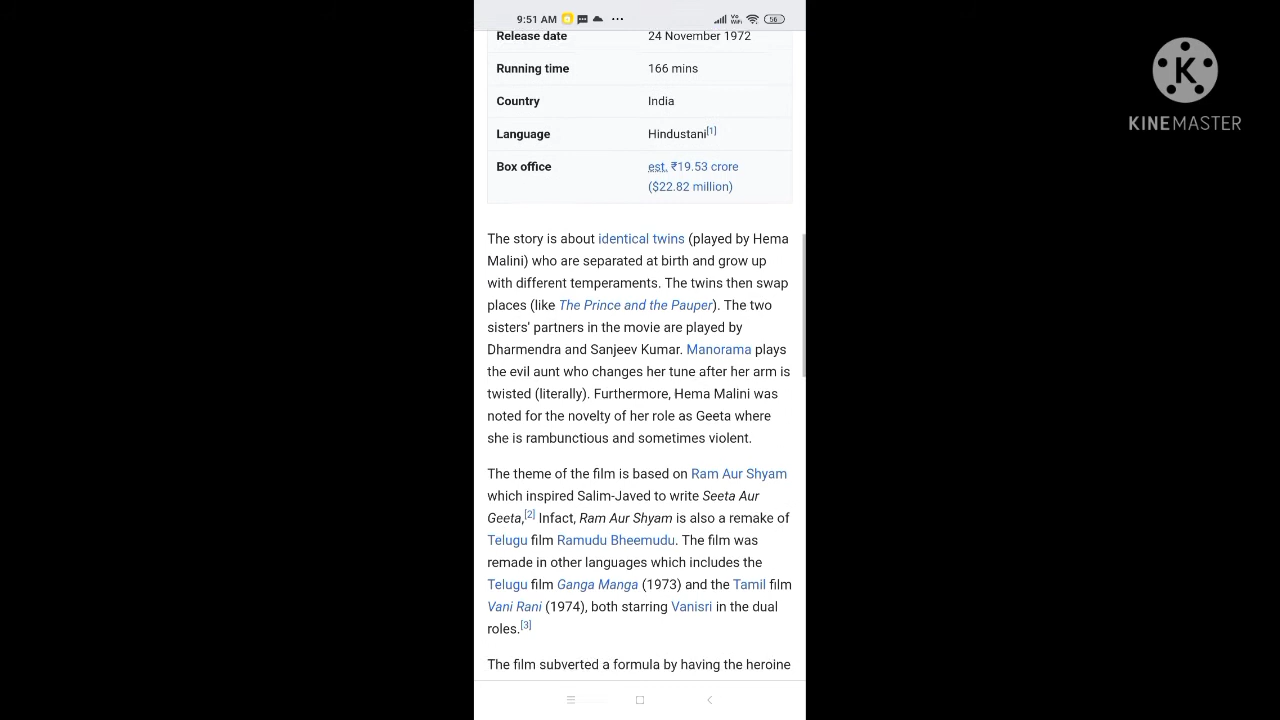 9:51 AM
Vo WiFi
56
Release date 24 November 1972
Running time 166 mins
Country India
Language Hindustani[1]
Box office est. ₹19.53 crore
($22.82 million)
The story is about identical twins (played by Hema
Malini) who are separated at birth and grow up
with different temperaments. The twins then swap
places (like The Prince and the Pauper). The two
sisters' partners in the movie are played by
Dharmendra and Sanjeev Kumar. Manorama plays
the evil aunt who changes her tune after her arm is
twisted (literally). Furthermore, Hema Malini was
noted for the novelty of her role as Geeta where
she is rambunctious and sometimes violent.
The theme of the film is based on Ram Aur Shyam
which inspired Salim-Javed to write Seeta Aur
Geeta,[2] Infact, Ram Aur Shyam is also a remake of
Telugu film Ramudu Bheemudu. The film was
remade in other languages which includes the
Telugu film Ganga Manga (1973) and the Tamil film
Vani Rani (1974), both starring Vanisri in the dual
roles.[3]
The film subverted a formula by having the heroine
K
KINEMASTER